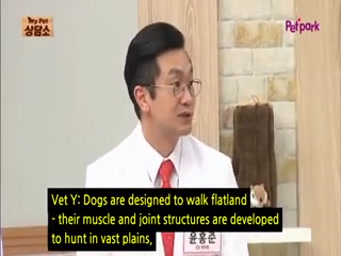 My Pet
상담소
Petpark
Vet Y: Dogs are designed to walk flatland
- their muscle and joint structures are developed
to hunt in vast plains,
윤홍준